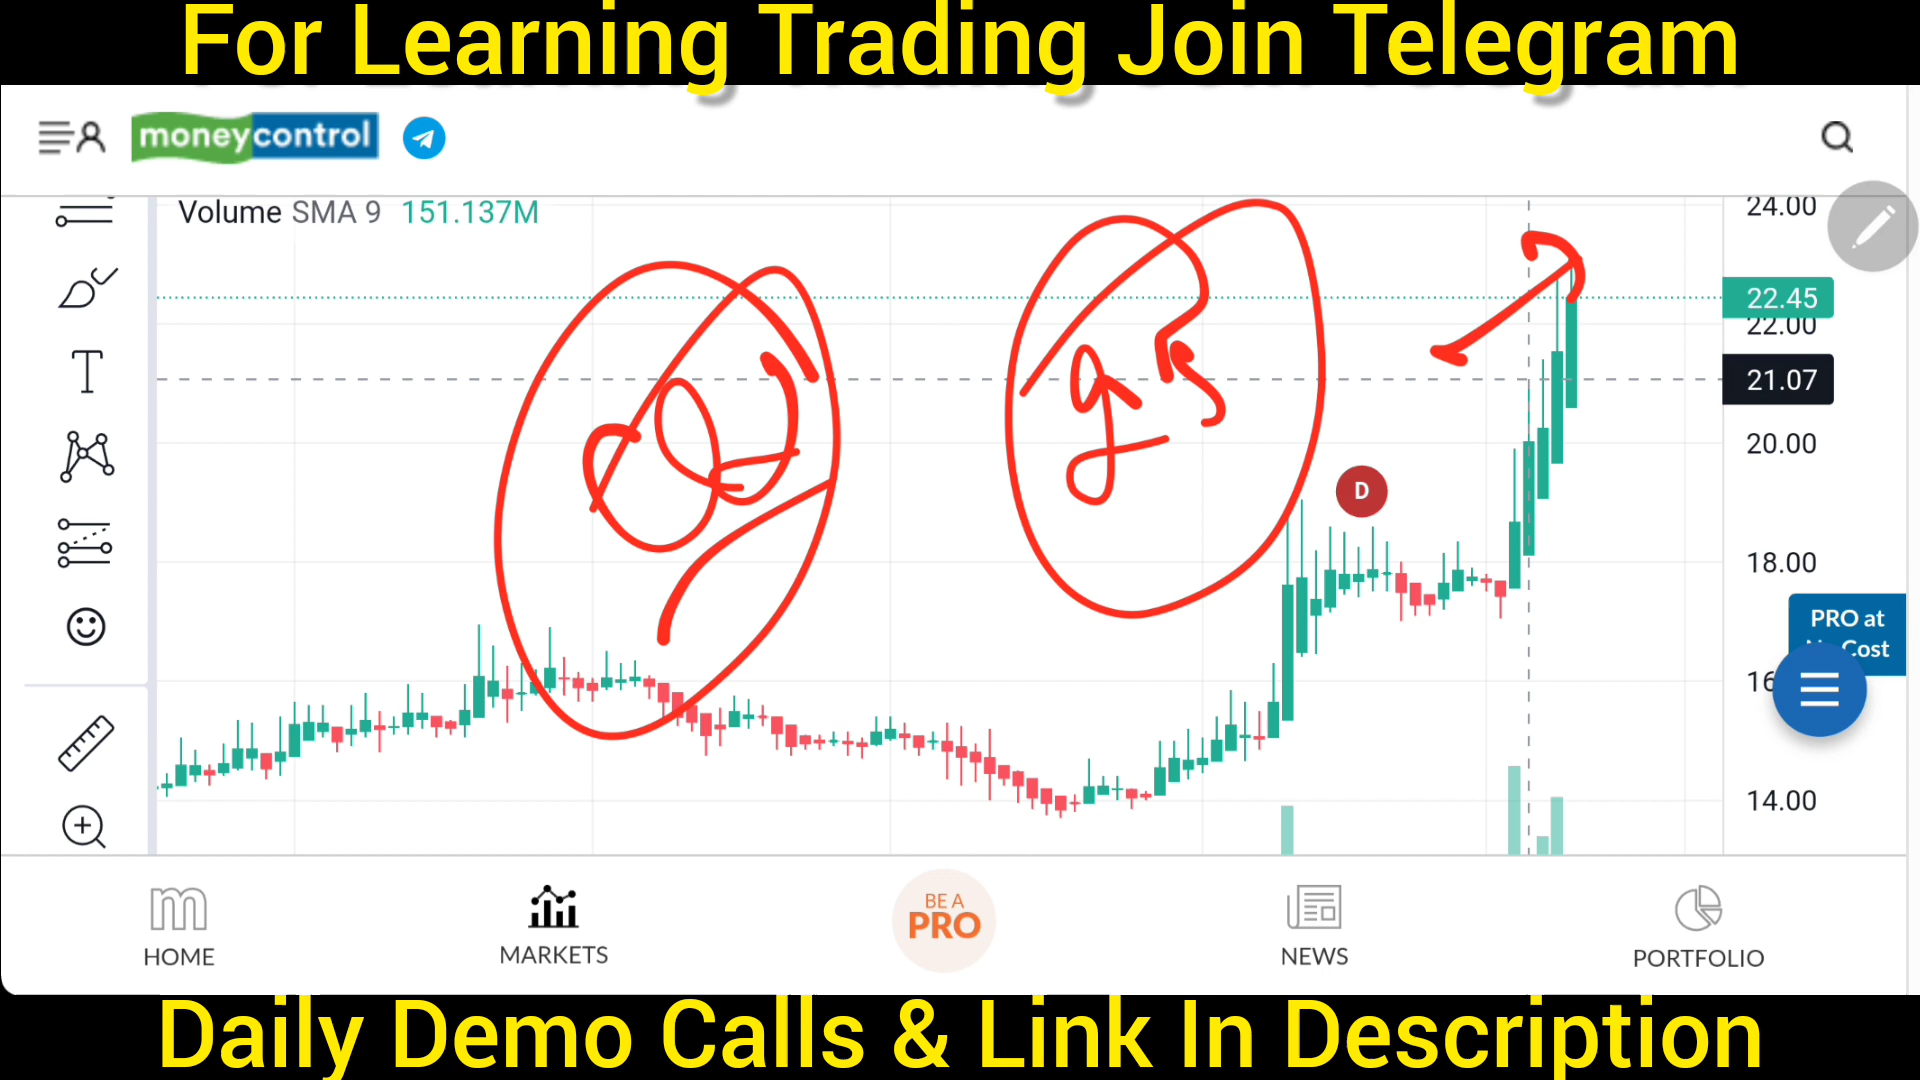 For Learning Trading Join Telegram
moneycontrol
Volume SMA 9 151.137M
24.00
22.45
22.00
21.07
20.00
D
18.00
PRO at
Cost
16
14.00
HOME
MARKETS
BE A
PRO
NEWS
PORTFOLIO
Daily Demo Calls & Link In Description